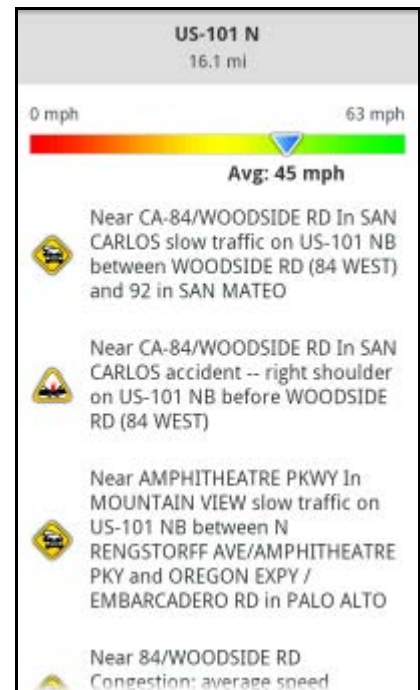 US-101 N
16.1 mi
0 mph 63 mph
Avg: 45 mph
Near CA-84/WOODSIDE RD In SAN
CARLOS slow traffic on US-101 NB
between WOODSIDE RD (84 WEST)
and 92 in SAN MATEO
Near CA-84/WOODSIDE RD In SAN
CARLOS accident -- right shoulder
on US-101 NB before WOODSIDE
RD (84 WEST)
Near AMPHITHEATRE PKWY In
MOUNTAIN VIEW slow traffic on
US-101 NB between N
RENGSTORFF AVE/AMPHITHEATRE
PKY and OREGON EXPY /
EMBARCADERO RD in PALO ALTO
Near 84/WOODSIDE RD
Congestion: average speed